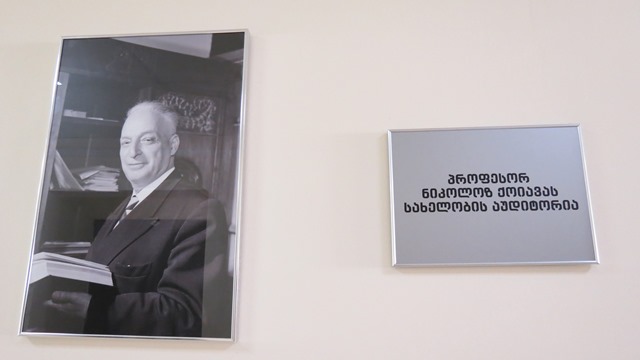 პროფესორ
ნიკოლოზ ქოიავას
სახელობის აუდიტორია